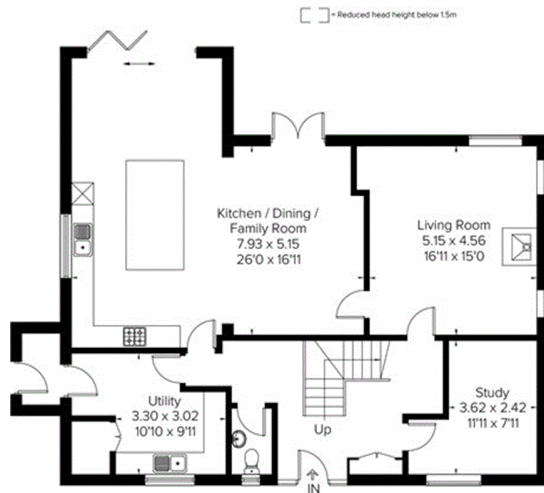 = Reduced head height below 1.5m
Kitchen / Dining /
Family Room
7.93 x 5.15
26'0 x 16'11
Living Room
5.15 x 4.56
16'11 x 15'0
Utility
3.30 x 3.02
10'10 x 9'11
Up
Study
3.62 x 2.42
11'11 x 7'11
IN